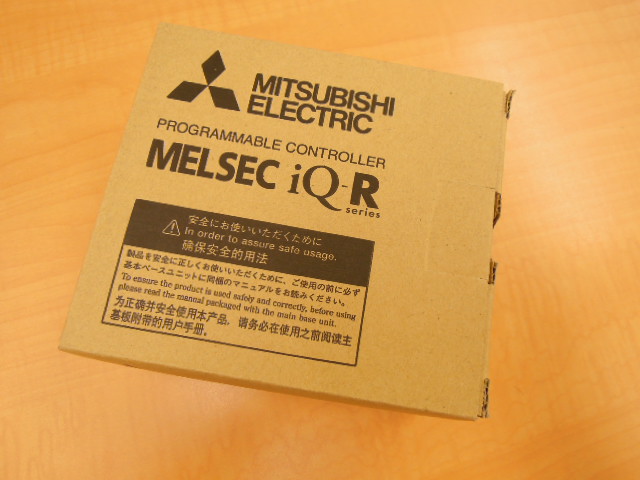 MITSUBISHI
ELECTRIC
PROGRAMMABLE CONTROLLER
MELSEC iQ-R
series
安全にお使いいただくために
In order to assure safe usage.
确保安全的用法
製品を安全に正しくお使いいただくために、ご使用の前に必ず
基本ベースユニットに同梱のマニュアルをお読みください。
To ensure the product is used safely and correctly, before using
please read the manual packaged with the main base unit.
为正确并安全使用本产品，请务必在使用之前阅读主
基板附带的用户手册。